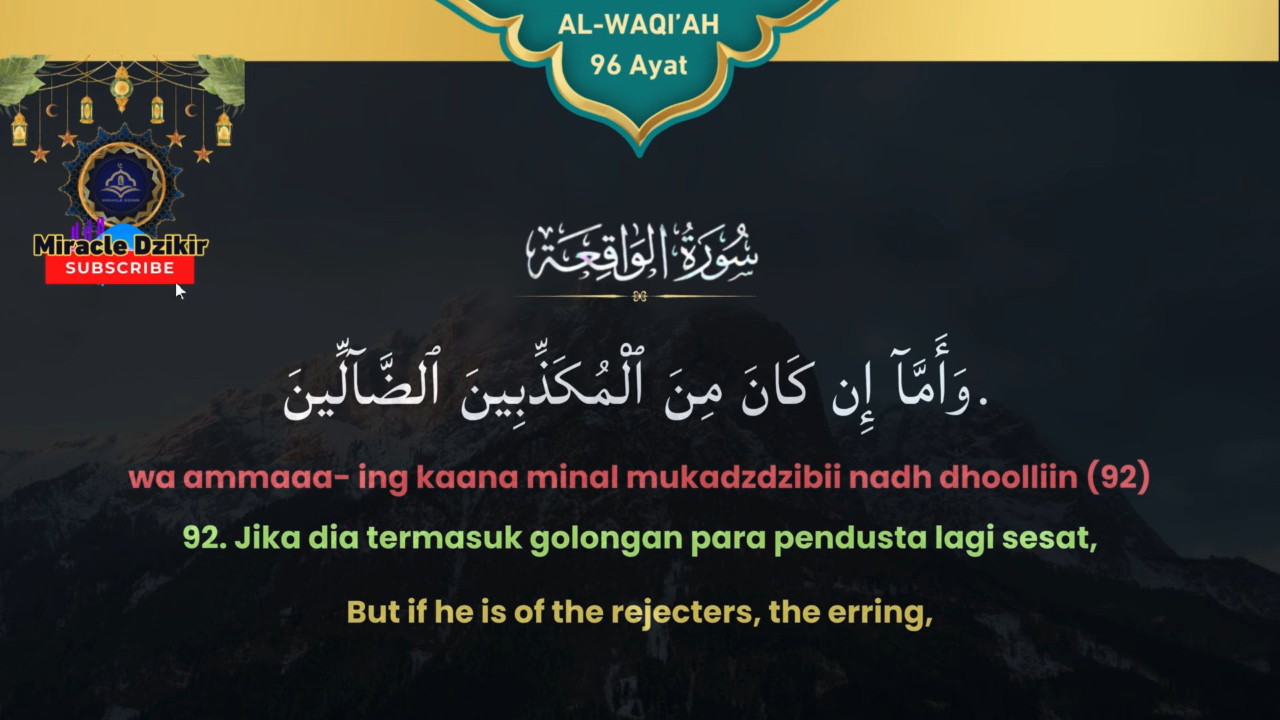 AL-WAQI'AH
96 Ayat
Miracle Dzikir
SUBSCRIBE
سُورَةُ الوَاقِعَة
وَأَمَّآ إِن كَانَ مِنَ ٱلْمُكَذِّبِينَ ٱلضَّآلِّينَ.
wa ammaaa- ing kaana minal mukadzdzibii nadh dhoolliin (92)
92. Jika dia termasuk golongan para pendusta lagi sesat,
But if he is of the rejecters, the erring,